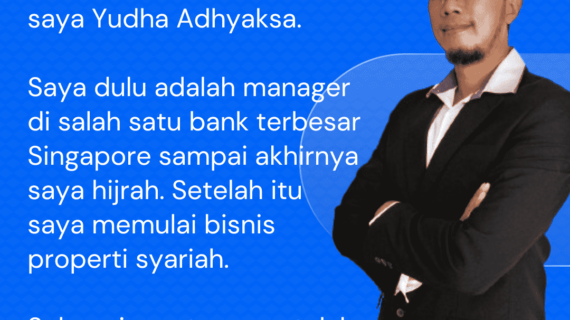 saya Yudha Adhyaksa.
Saya dulu adalah manager
di salah satu bank terbesar
Singapore sampai akhirnya
saya hijrah. Setelah itu
saya memulai bisnis
properti syariah.